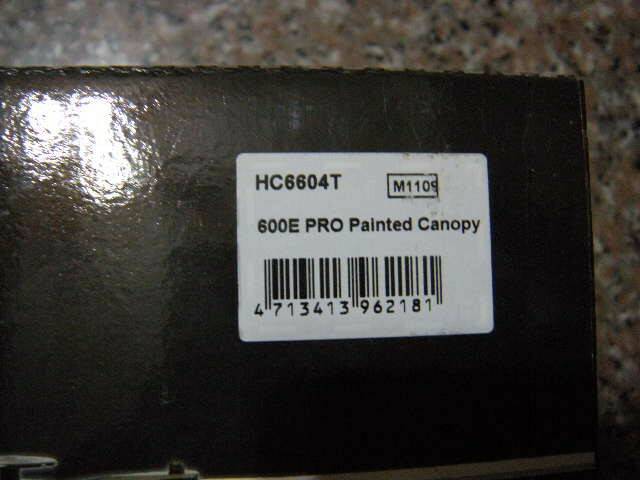 HC6604T M1109
600E PRO Painted Canopy
4 713413 962181